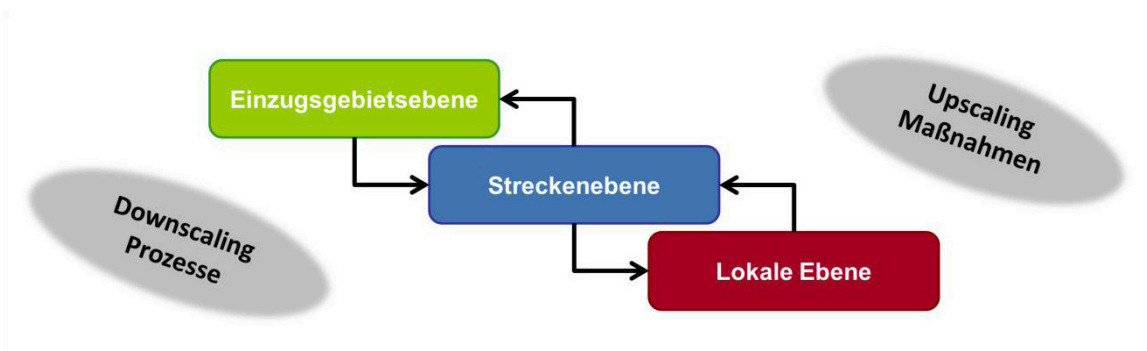 Einzugsgebietsebene
Upscaling
Maßnahmen
Streckenebene
Downscaling
Prozesse
Lokale Ebene